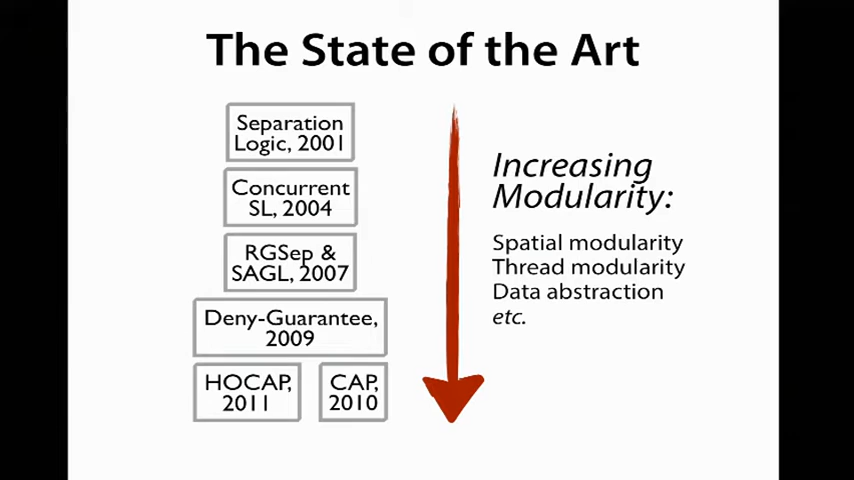 The State of the Art
Separation
Logic, 2001
Concurrent
SL, 2004
RGSep &
SAGL, 2007
Deny-Guarantee,
2009
HOCAP,
2011
CAP,
2010
Increasing
Modularity:
Spatial modularity
Thread modularity
Data abstraction
etc.